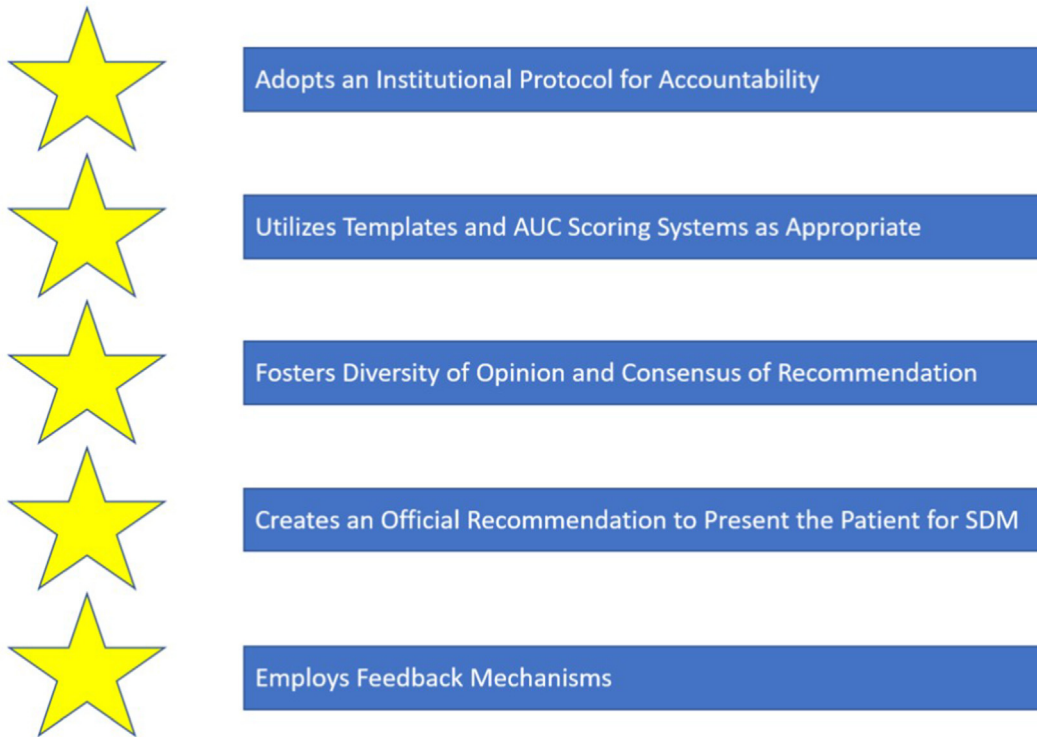 Adopts an Institutional Protocol for Accountability
Utilizes Templates and AUC Scoring Systems as Appropriate
Fosters Diversity of Opinion and Consensus of Recommendation
Creates an Official Recommendation to Present the Patient for SDM
Employs Feedback Mechanisms